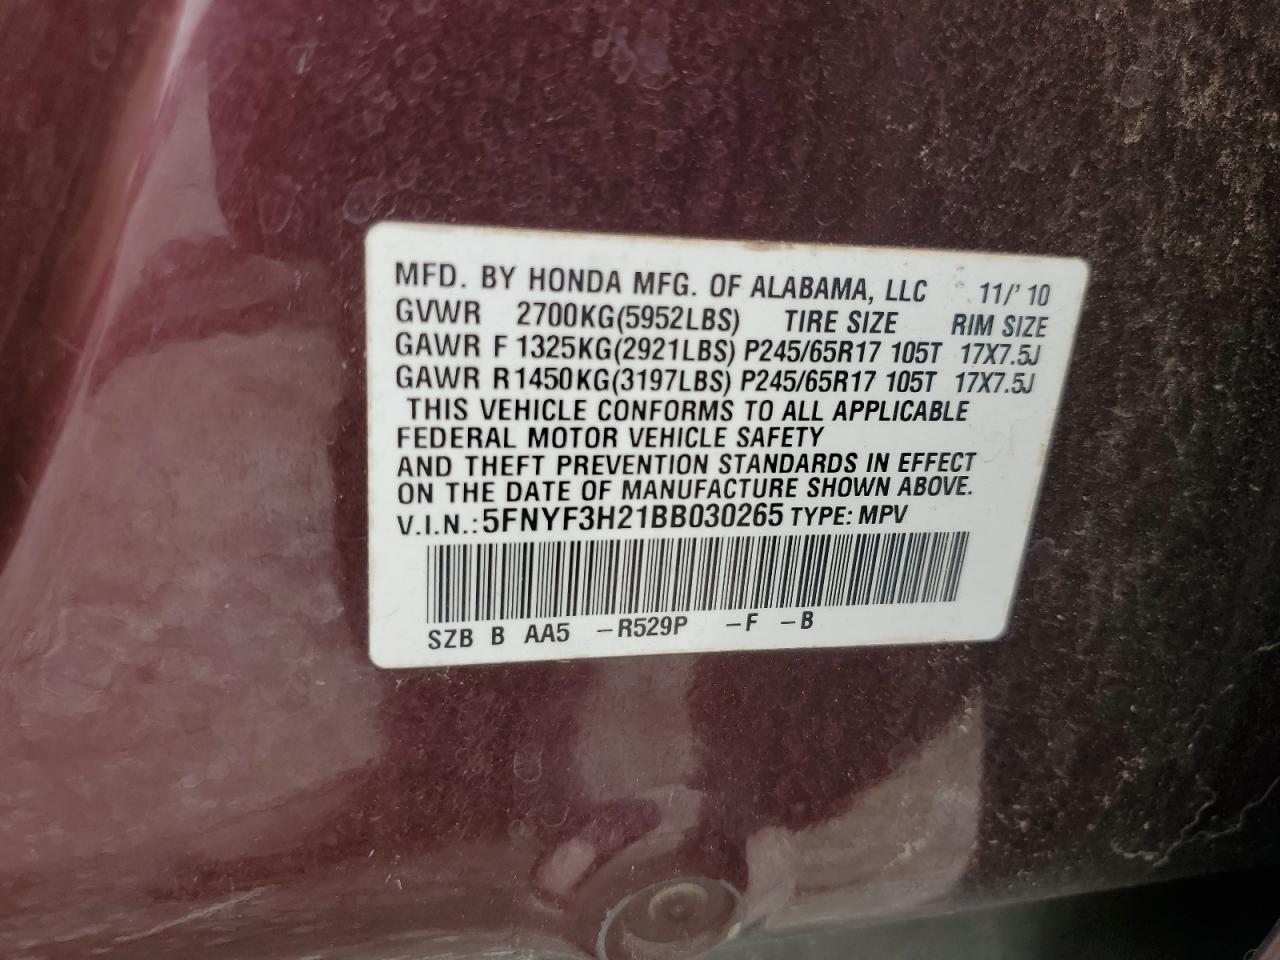 MFD. BY HONDA MFG. OF ALABAMA, LLC 11/'10
GVWR 2700KG(5952LBS) TIRE SIZE RIM SIZE
GAWR F 1325KG(2921LBS) P245/65R17 105T 17X7.5J
GAWR R1450KG(3197LBS) P245/65R17 105T 17X7.5J
THIS VEHICLE CONFORMS TO ALL APPLICABLE
FEDERAL MOTOR VEHICLE SAFETY
AND THEFT PREVENTION STANDARDS IN EFFECT
ON THE DATE OF MANUFACTURE SHOWN ABOVE.
V.I.N.:5FNYF3H21BB030265 TYPE: MPV
SZB B AA5 –R529P –F –B